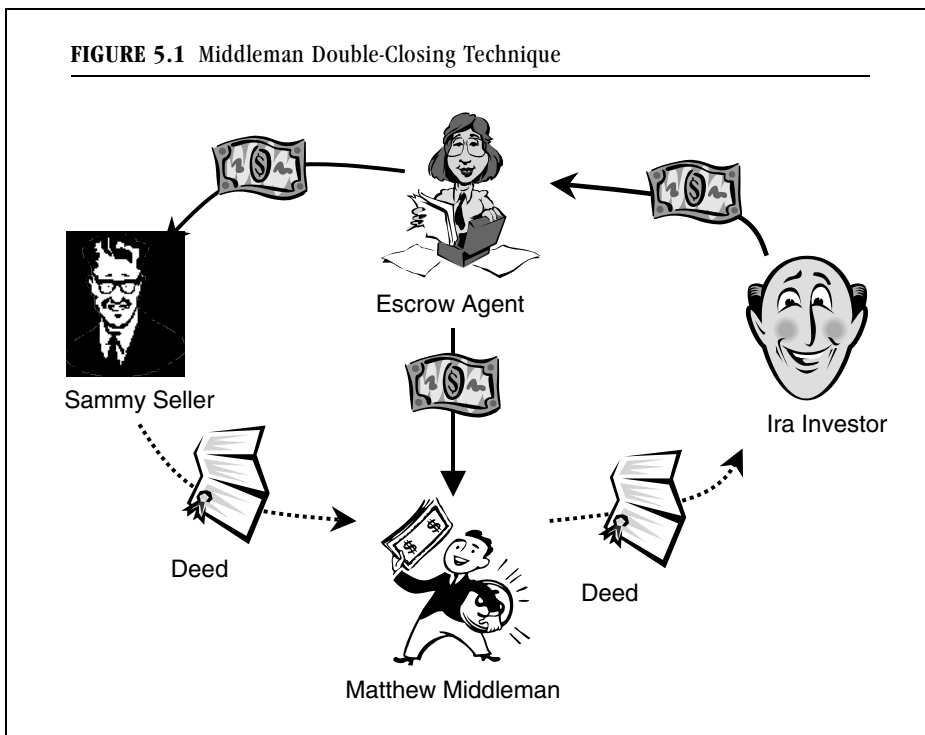 FIGURE 5.1 Middleman Double-Closing Technique
Escrow Agent
Sammy Seller
Ira Investor
Deed
Deed
Matthew Middleman